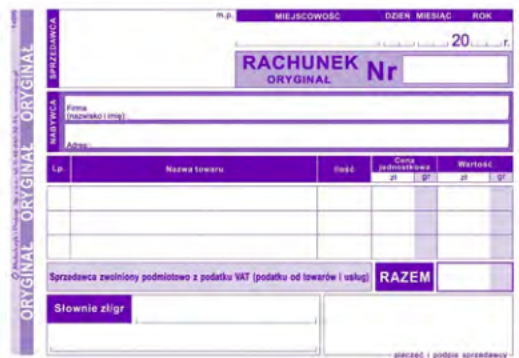 m.p. MIEJSCOWOŚĆ DZIEŃ MIESIĄC ROK
SPRZEDAWCA
20 r.
RACHUNEK
ORYGINAŁ
Nr
NABYWCA
Firma
(nazwisko i imię):
Adres:
Lp. Nazwa towaru Ilość Cena jednostkowa Wartość
zł gr zł gr
Sprzedawca zwolniony podmiotowo z podatku VAT (podatku od towarów i usług) RAZEM
Słownie zł/gr
pieczęć i podpis sprzedawcy
ORYGINAŁ ORYGINAŁ ORYGINAŁ ORYGINAŁ